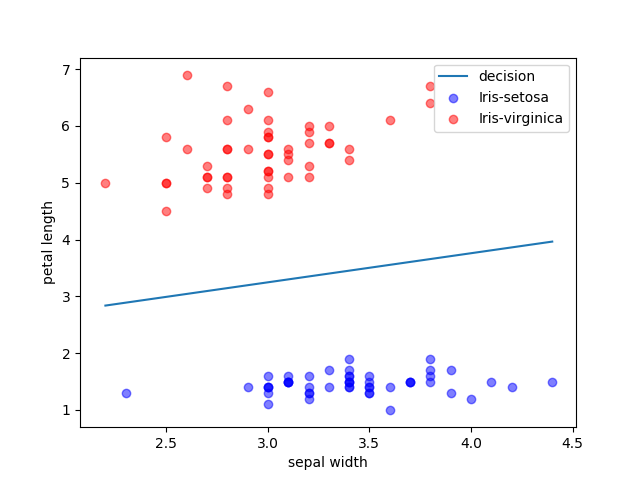 decision
Iris-setosa
Iris-virginica
7
6
5
4
3
2
1
petal length
2.5 3.0 3.5 4.0 4.5
sepal width